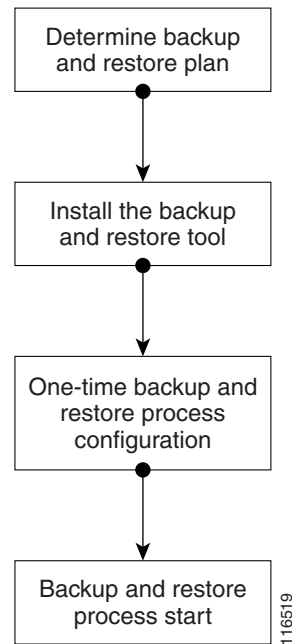 Determine backup
and restore plan
Install the backup
and restore tool
One-time backup and
restore process
configuration
Backup and restore
process start
116519